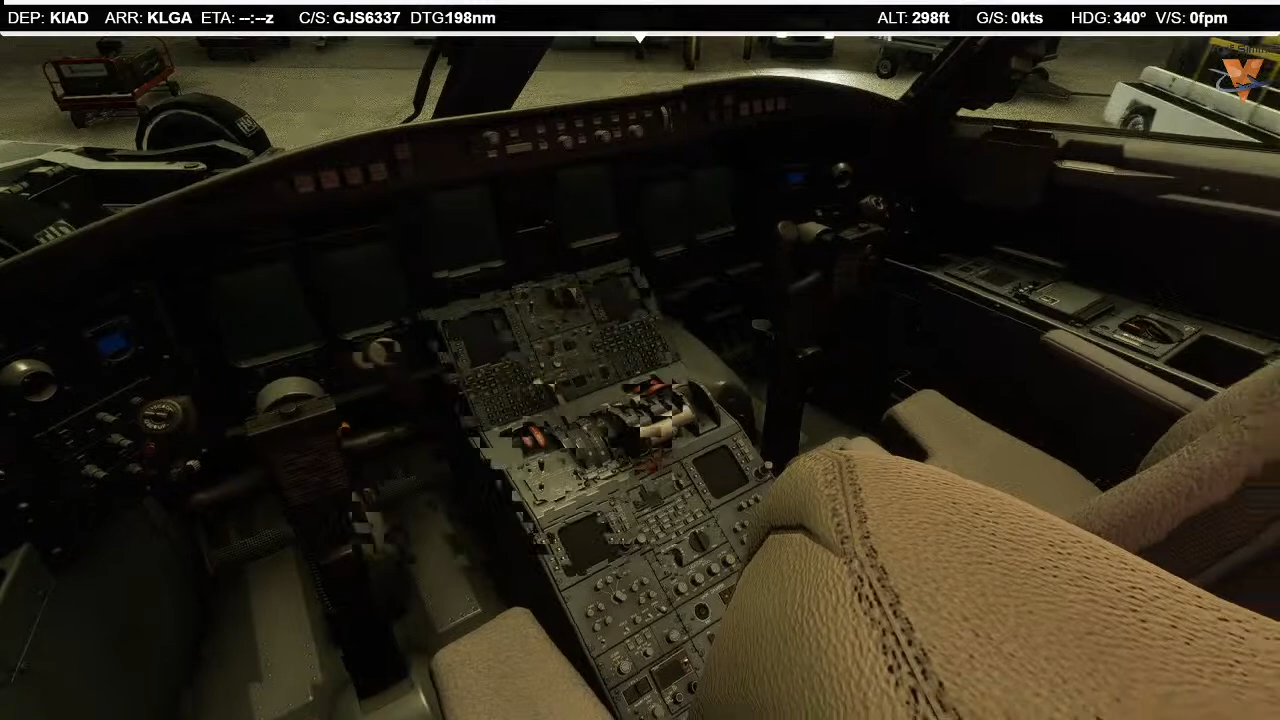 DEP: KIAD ARR: KLGA ETA: --:--z C/S: GJS6337 DTG198nm ALT: 298ft G/S: 0kts HDG: 340° V/S: 0fpm